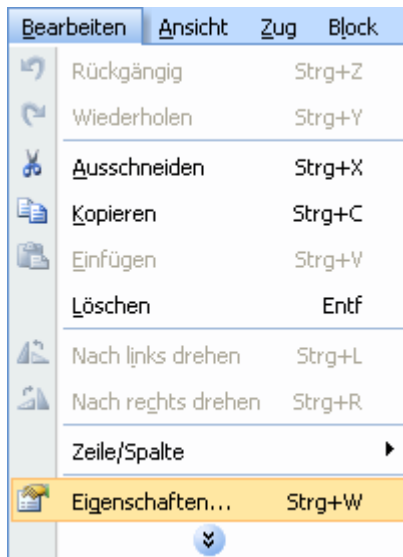 Bearbeiten Ansicht Zug Block
Rückgängig Strg+Z
Wiederholen Strg+Y
Ausschneiden Strg+X
Kopieren Strg+C
Einfügen Strg+V
Löschen Entf
Nach links drehen Strg+L
Nach rechts drehen Strg+R
Zeile/Spalte
Eigenschaften... Strg+W